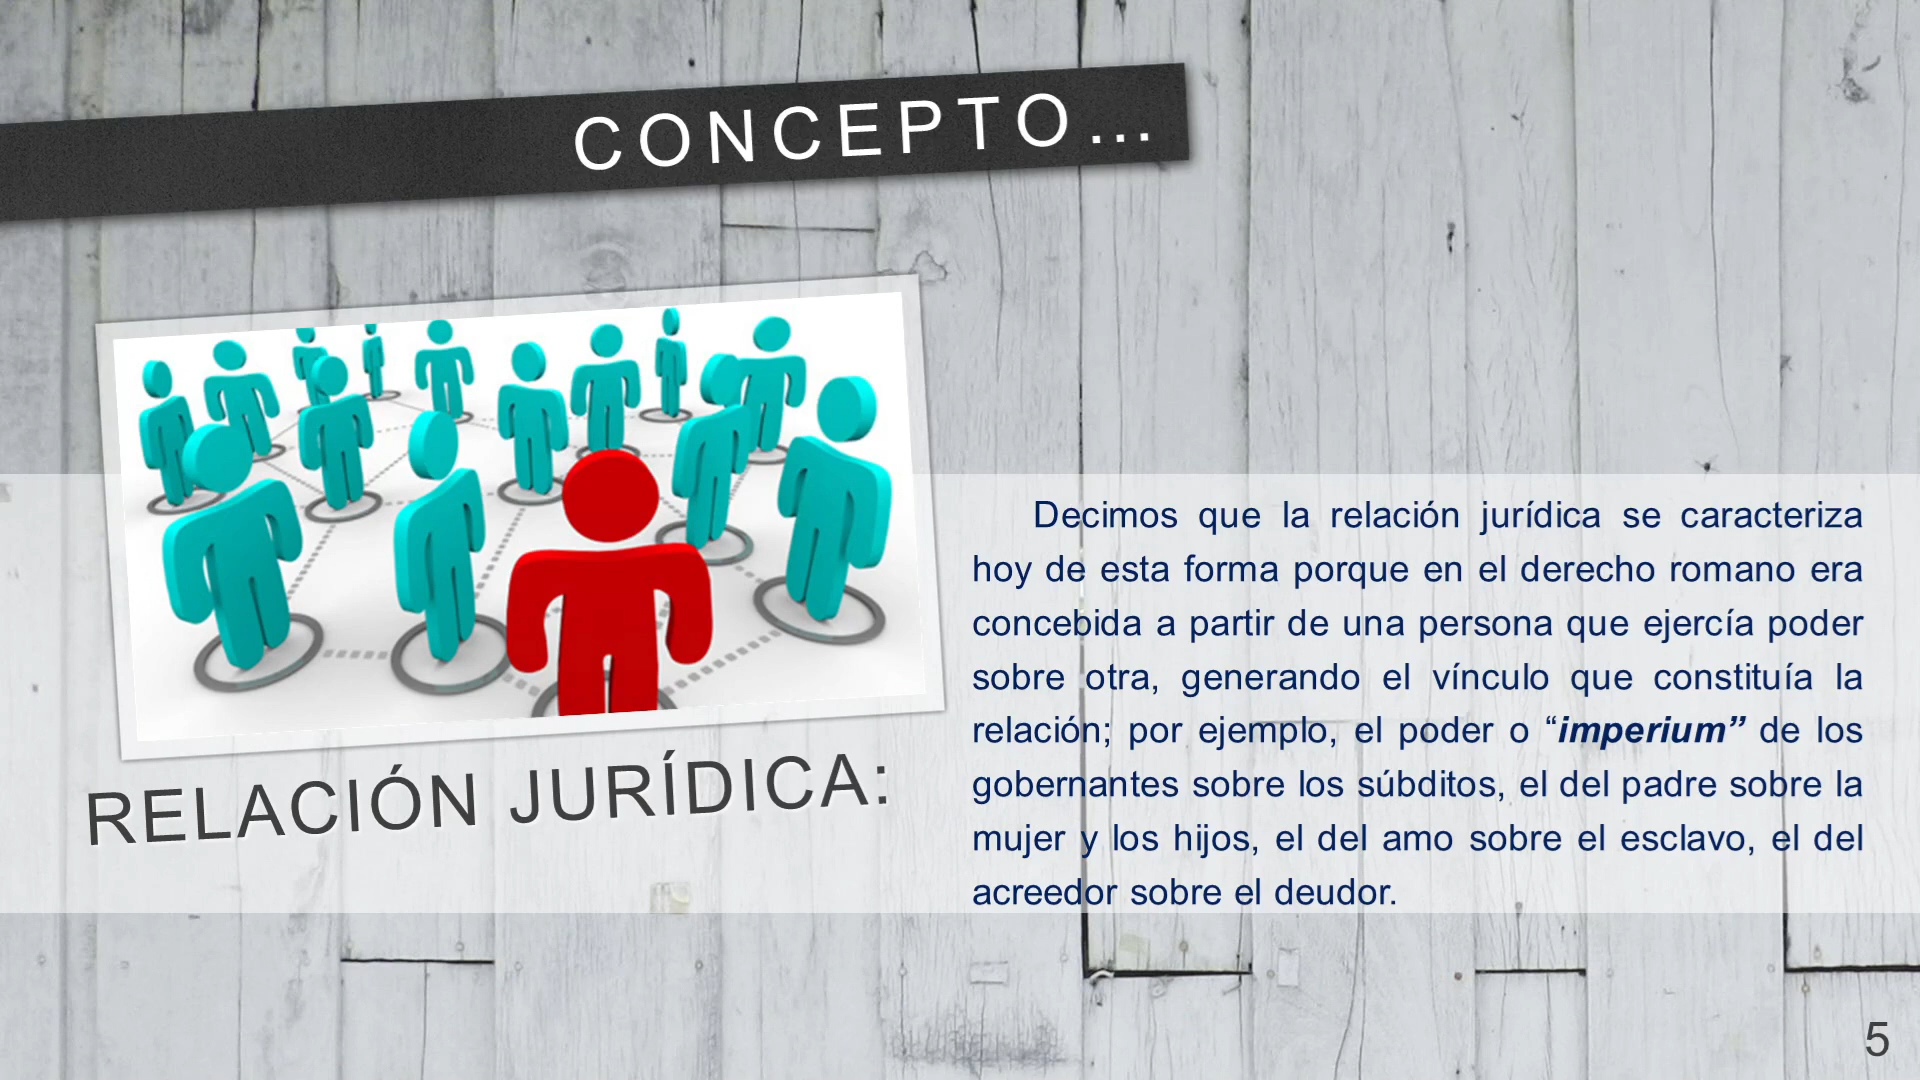 CONCEPTO...
RELACIÓN JURÍDICA:
Decimos que la relación jurídica se caracteriza
hoy de esta forma porque en el derecho romano era
concebida a partir de una persona que ejercía poder
sobre otra, generando el vínculo que constituía la
relación; por ejemplo, el poder o “imperium” de los
gobernantes sobre los súbditos, el del padre sobre la
mujer y los hijos, el del amo sobre el esclavo, el del
acreedor sobre el deudor.
5